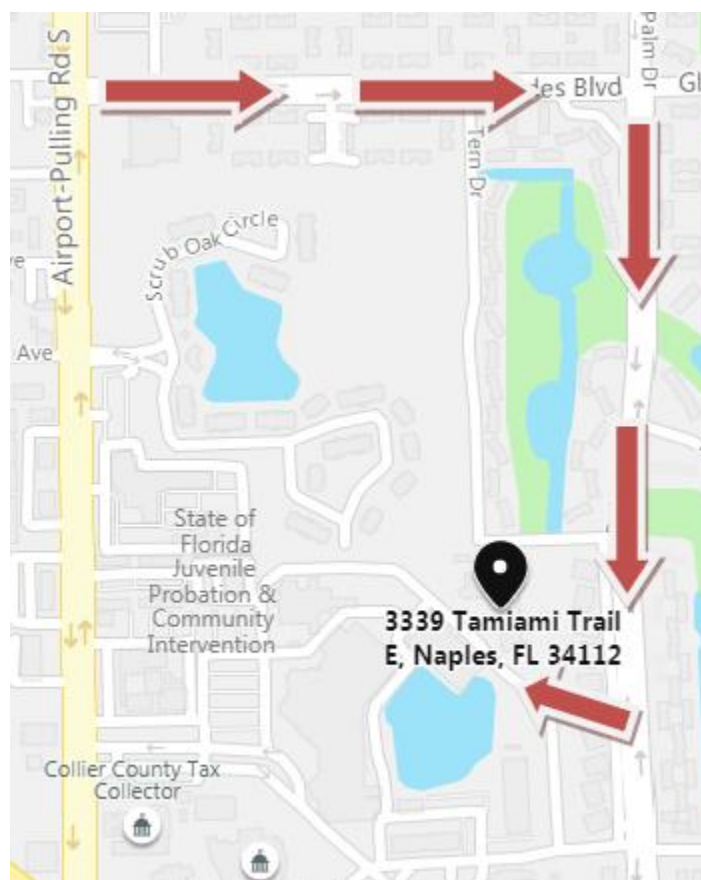 Airport-Pulling Rd S
Palm Dr
des Blvd
Gl
Tern Dr
Scrub Oak Circle
Ave
State of
Florida
Juvenile
Probation &
Community
Intervention
3339 Tamiami Trail
E, Naples, FL 34112
Collier County Tax
Collector